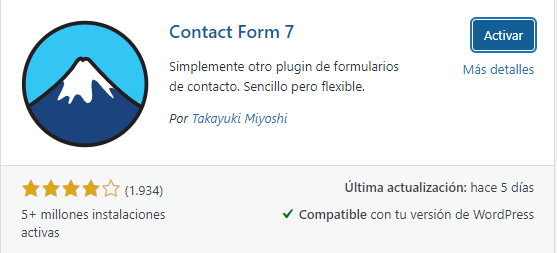 Contact Form 7
Activar
Simplemente otro plugin de formularios
de contacto. Sencillo pero flexible.
Más detalles
Por Takayuki Miyoshi
(1.934)
5+ millones instalaciones
activas
Última actualización: hace 5 días
Compatible con tu versión de WordPress